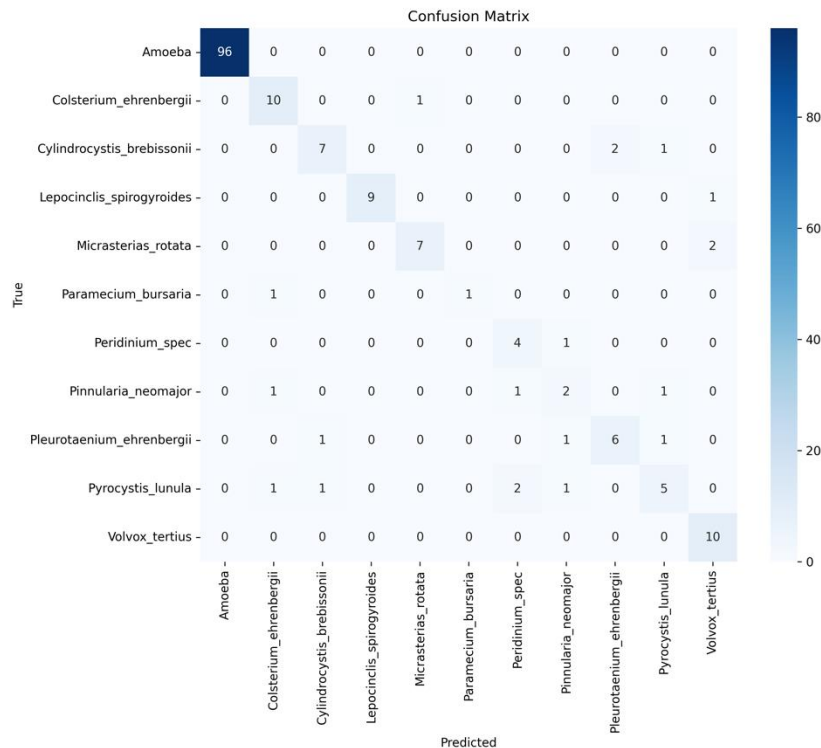 Confusion Matrix
Amoeba 96 0 0 0 0 0 0 0 0 0 0
Colsterium_ehrenbergii 0 10 0 0 1 0 0 0 0 0 0
Cylindrocystis_brebissonii 0 0 7 0 0 0 0 0 2 1 0
Lepocinclis_spirogyroides 0 0 0 9 0 0 0 0 0 0 1
Micrasterias_rotata 0 0 0 0 7 0 0 0 0 0 2
Paramecium_bursaria 0 1 0 0 0 1 0 0 0 0 0
Peridinium_spec 0 0 0 0 0 0 4 1 0 0 0
Pinnularia_neomajor 0 1 0 0 0 0 1 2 0 1 0
Pleurotaenium_ehrenbergii 0 0 1 0 0 0 0 1 6 1 0
Pyrocystis_lunula 0 1 1 0 0 0 2 1 0 5 0
Volvox_tertius 0 0 0 0 0 0 0 0 0 0 10
True
Amoeba
Colsterium_ehrenbergii
Cylindrocystis_brebissonii
Lepocinclis_spirogyroides
Micrasterias_rotata
Paramecium_bursaria
Peridinium_spec
Pinnularia_neomajor
Pleurotaenium_ehrenbergii
Pyrocystis_lunula
Volvox_tertius
Predicted
80
60
40
20
0